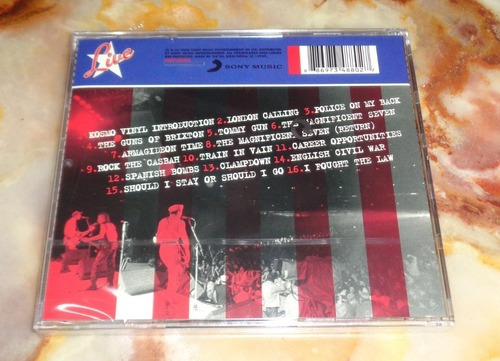 Live
SONY MUSIC
8 86973 48802
KOSMO VINYL INTRODUCTION 2.LONDON CALLING 3.POLICE ON MY BACK
4.THE GUNS OF BRIXTON 5.TOMMY GUN 6.THE MAGNIFICENT SEVEN
7.ARMAGIDEON TIME 8.THE MAGNIFICENT SEVEN (RETURN)
9.ROCK THE CASBAH 10.TRAIN IN VAIN 11.CAREER OPPORTUNITIES
12.SPANISH BOMBS 13.CLAMPDOWN 14.ENGLISH CIVIL WAR
15.SHOULD I STAY OR SHOULD I GO 16.I FOUGHT THE LAW